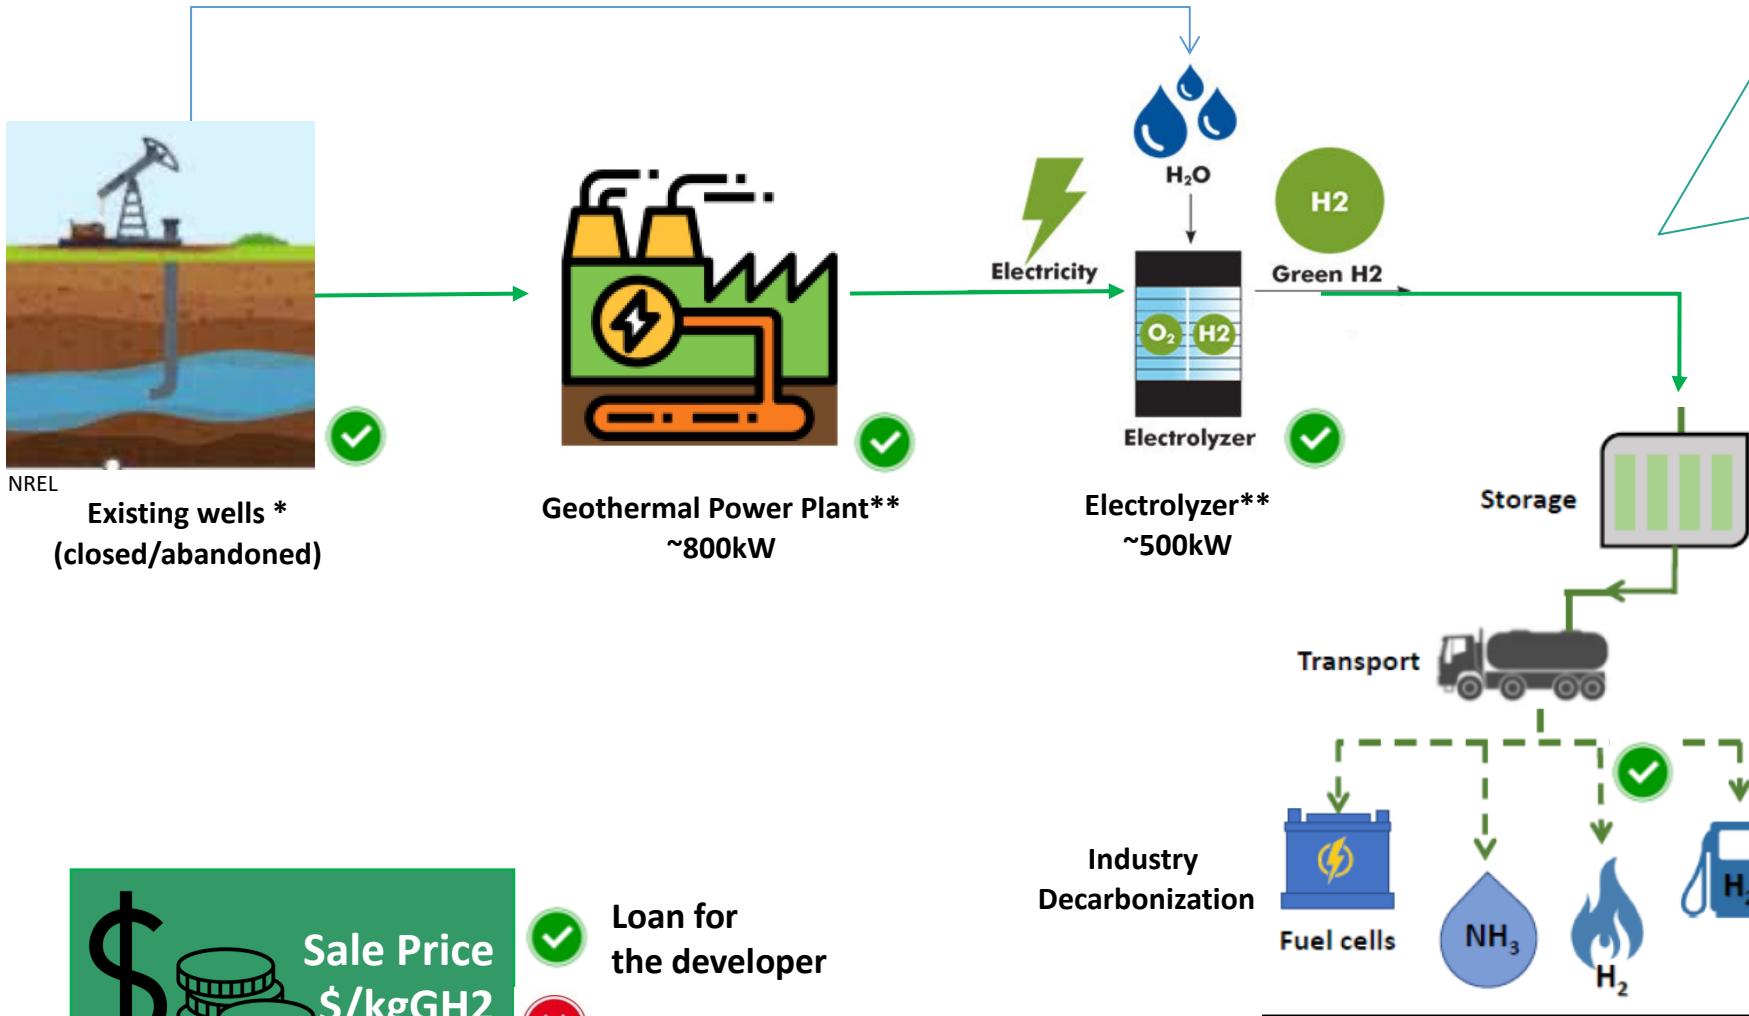 H₂O
H2
Electricity
Green H2
O₂
H2
Electrolyzer
NREL
Existing wells *
(closed/abandoned)
Geothermal Power Plant**
~800kW
Electrolyzer**
~500kW
Storage
Transport
Industry
Decarbonization
Fuel cells
NH₃
H₂
Loan for
the developer
$
Sale Price
$/kgGH2